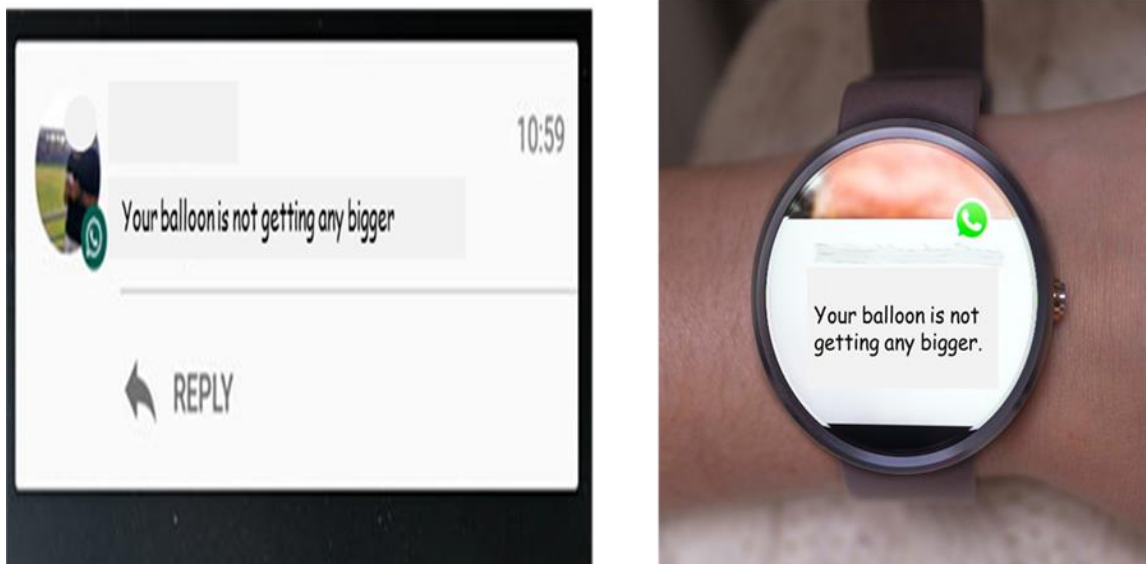 10:59
Your balloon is not getting any bigger
REPLY
Your balloon is not
getting any bigger.